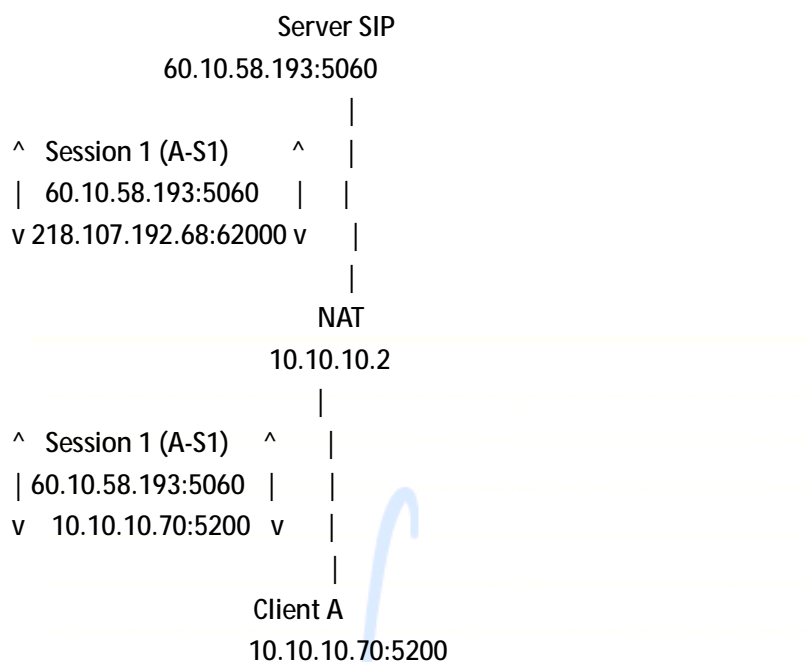 Server SIP
60.10.58.193:5060
|
^ Session 1 (A-S1) ^ |
| 60.10.58.193:5060 | |
v 218.107.192.68:62000 v |
|
NAT
10.10.10.2
|
^ Session 1 (A-S1) ^ |
| 60.10.58.193:5060 | |
v 10.10.10.70:5200 v |
|
Client A
10.10.10.70:5200